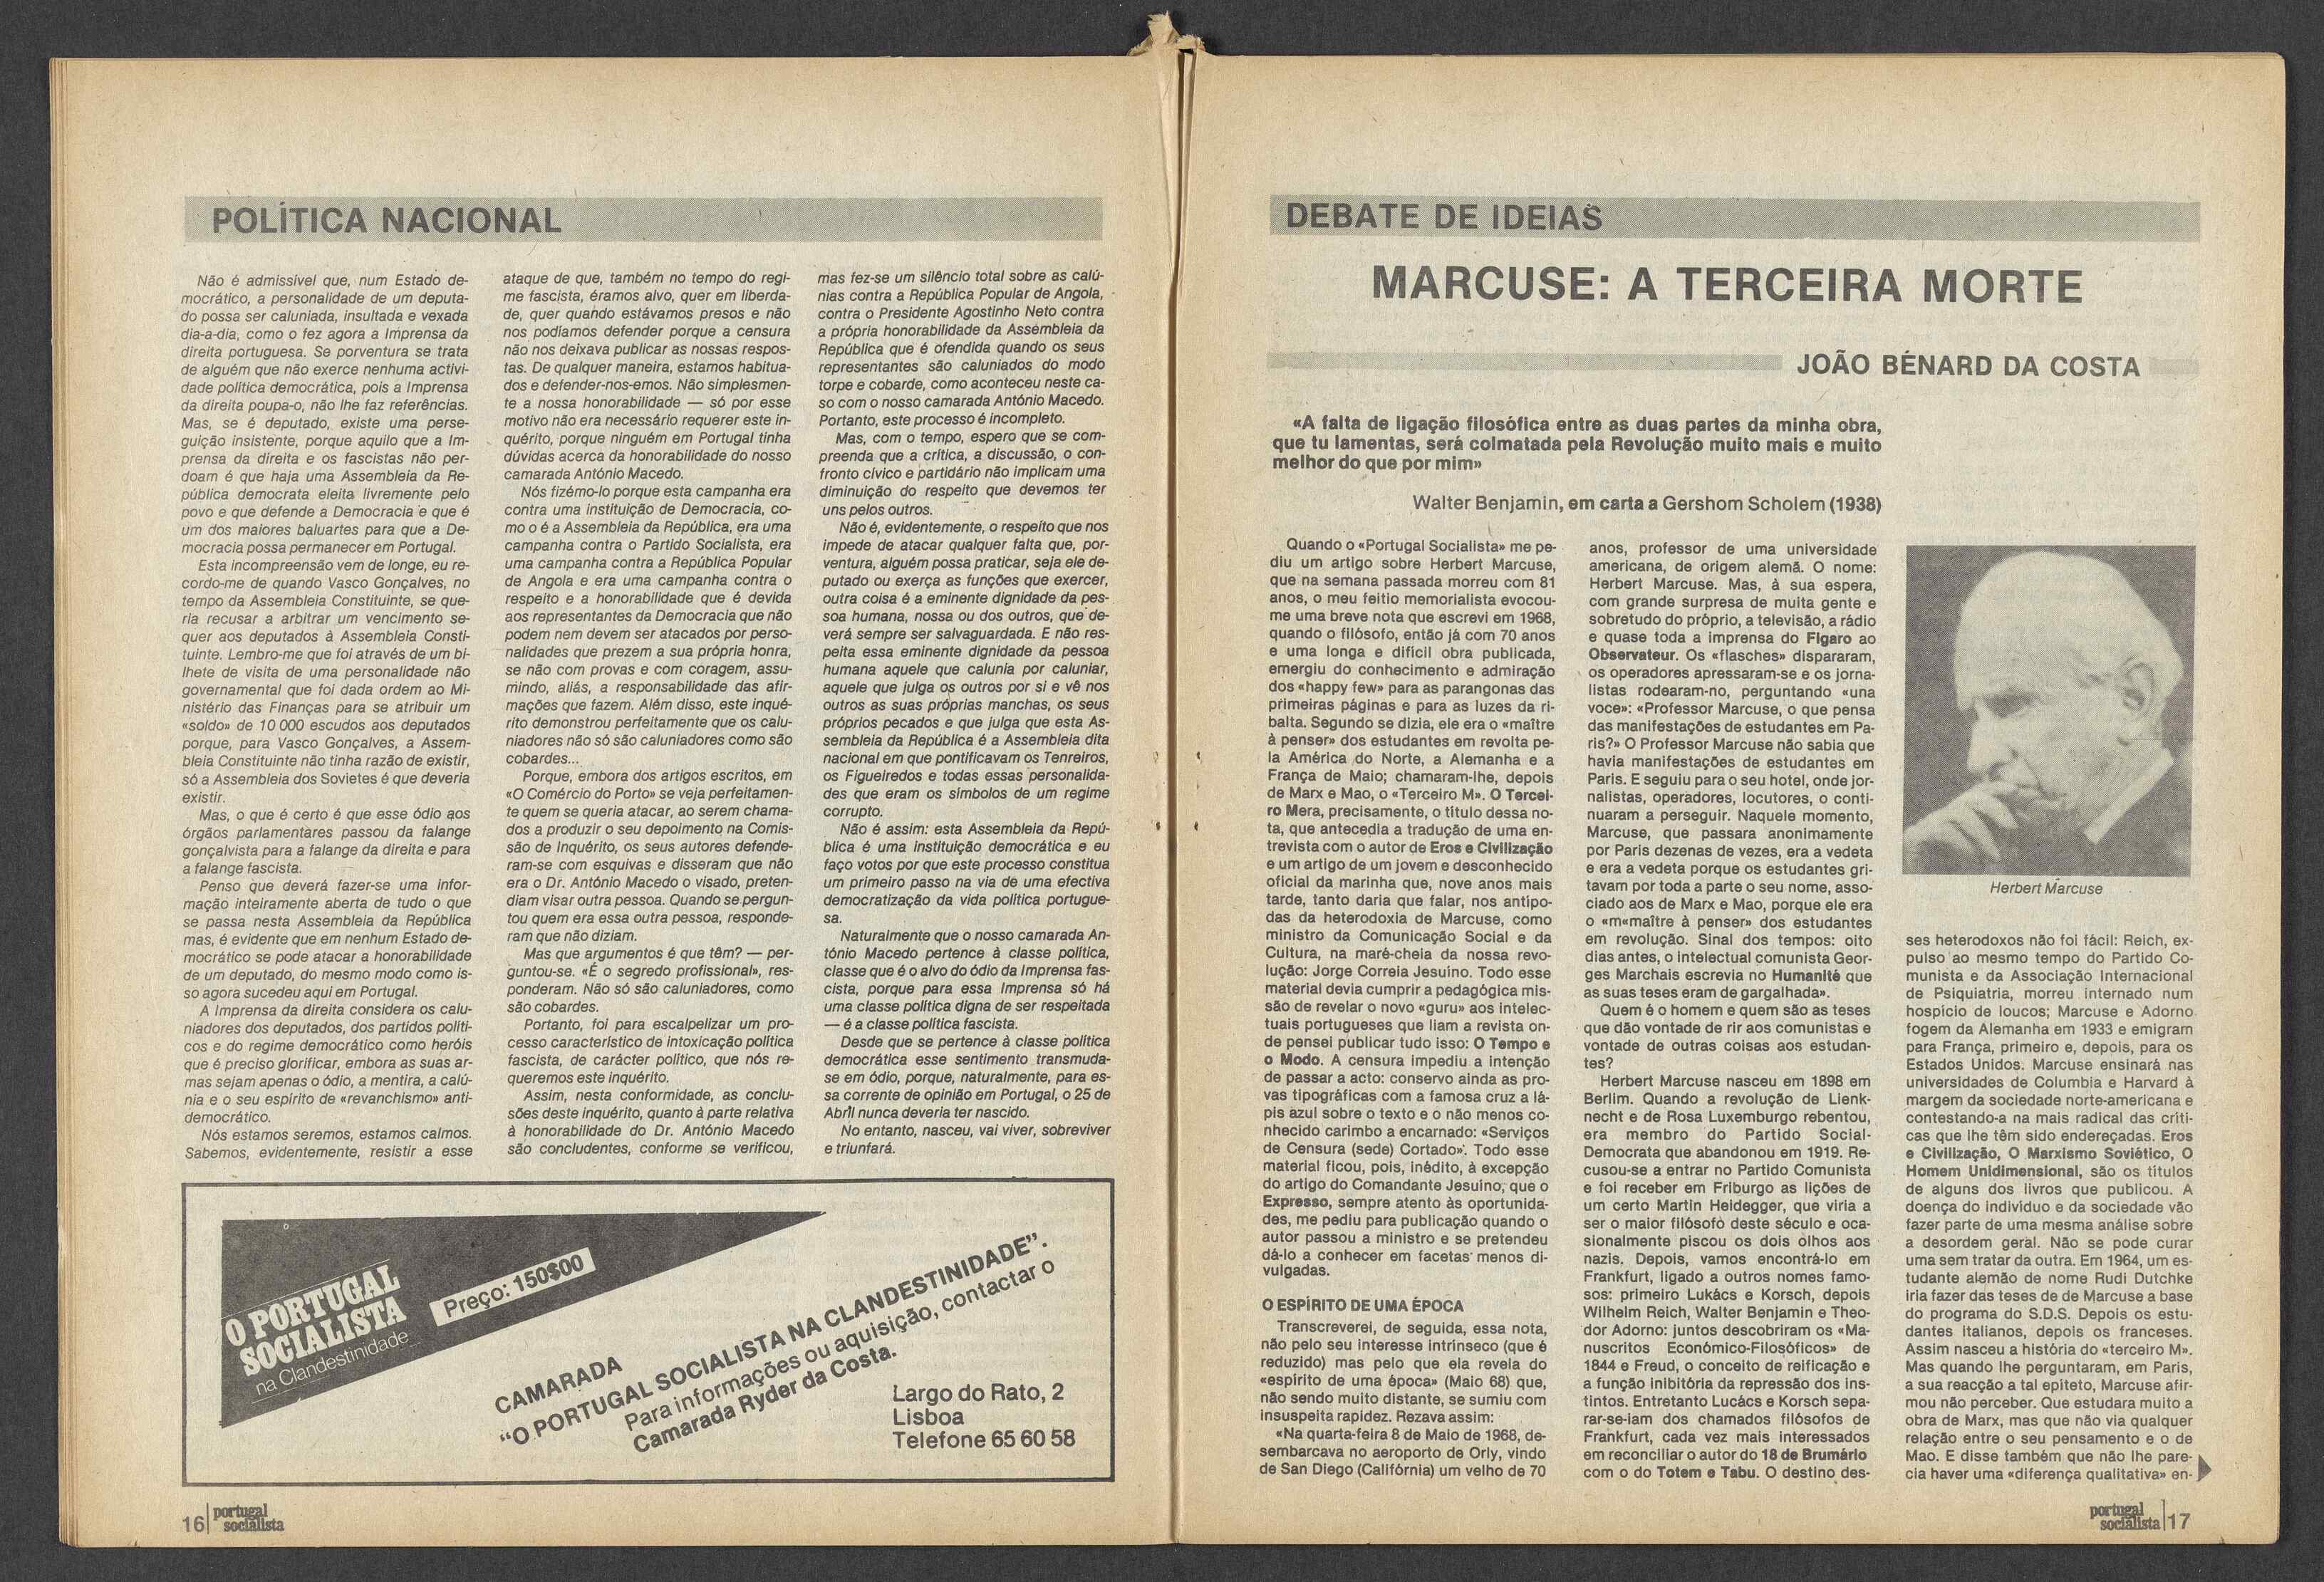 POLÍTICA NACIONAL
Não é admissível que, num Estado de-
mocrático, a personalidade de um deputa-
do possa ser caluniada, insultada e vexada
dia-a-dia, como o fez agora a Imprensa da
direita portuguesa. Se porventura se trata
de alguém que não exerce nenhuma activi-
dade política democrática, pois a Imprensa
da direita poupa-o, não lhe faz referências.
Mas, se é deputado, existe uma perse-
guição insistente, porque aquilo que a Im-
prensa da direita e os fascistas não per-
doam é que haja uma Assembleia da Re-
pública democrata eleita livremente pelo
povo e que defende a Democracia e que é
um dos maiores baluartes para que a De-
mocracia possa permanecer em Portugal.
Esta incompreensão vem de longe, eu re-
cordo-me de quando Vasco Gonçalves, no
tempo da Assembleia Constituinte, se que-
ria recusar a arbitrar um vencimento se-
quer aos deputados à Assembleia Consti-
tuinte. Lembro-me que foi através de um bi-
lhete de visita de uma personalidade não
governamental que foi dada ordem ao Mi-
nistério das Finanças para se atribuir um
«soldo» de 10 000 escudos aos deputados
porque, para Vasco Gonçalves, a Assem-
bleia Constituinte não tinha razão de existir,
só a Assembleia dos Sovietes é que deveria
existir.
Mas, o que é certo é que esse ódio aos
órgãos parlamentares passou da falange
gonçalvista para a falange da direita e para
a falange fascista.
Penso que deverá fazer-se uma infor-
mação inteiramente aberta de tudo o que
se passa nesta Assembleia da República
mas, é evidente que em nenhum Estado de-
mocrático se pode atacar a honorabilidade
de um deputado, do mesmo modo como is-
so agora sucedeu aqui em Portugal.
A Imprensa da direita considera os calu-
niadores dos deputados, dos partidos políti-
cos e do regime democrático como heróis
que é preciso glorificar, embora as suas ar-
mas sejam apenas o ódio, a mentira, a calú-
nia e o seu espírito de «revanchismo» anti-
democrático.
Nós estamos seremos, estamos calmos.
Sabemos, evidentemente, resistir a esse
ataque de que, também no tempo do regi-
me fascista, éramos alvo, quer em liberda-
de, quer quando estávamos presos e não
nos podíamos defender porque a censura
não nos deixava publicar as nossas respos-
tas. De qualquer maneira, estamos habitua-
dos e defender-nos-emos. Não simplesmen-
te a nossa honorabilidade — só por esse
motivo não era necessário requerer este in-
quérito, porque ninguém em Portugal tinha
dúvidas acerca da honorabilidade do nosso
camarada António Macedo.
Nós fizémo-lo porque esta campanha era
contra uma instituição de Democracia, co-
mo o é a Assembleia da República, era uma
campanha contra o Partido Socialista, era
uma campanha contra a República Popular
de Angola e era uma campanha contra o
respeito e a honorabilidade que é devida
aos representantes da Democracia que não
podem nem devem ser atacados por perso-
nalidades que prezem a sua própria honra,
se não com provas e com coragem, assu-
mindo, aliás, a responsabilidade das afir-
mações que fazem. Além disso, este inqué-
rito demonstrou perfeitamente que os calu-
niadores não só são caluniadores como são
cobardes...
Porque, embora dos artigos escritos, em
«O Comércio do Porto» se veja perfeitamen-
te quem se queria atacar, ao serem chama-
dos a produzir o seu depoimento na Comis-
são de Inquérito, os seus autores defende-
ram-se com esquivas e disseram que não
era o Dr. António Macedo o visado, preten-
diam visar outra pessoa. Quando se pergun-
tou quem era essa outra pessoa, responde-
ram que não diziam.
Mas que argumentos é que têm? — per-
guntou-se. «É o segredo profissional», res-
ponderam. Não só são caluniadores, como
são cobardes.
Portanto, foi para escalpelizar um pro-
cesso característico de intoxicação política
fascista, de carácter político, que nós re-
queremos este inquérito.
Assim, nesta conformidade, as conclu-
sões deste inquérito, quanto à parte relativa
à honorabilidade do Dr. António Macedo
são concludentes, conforme se verificou,
mas fez-se um silêncio total sobre as calú-
nias contra a República Popular de Angola,
contra o Presidente Agostinho Neto contra
a própria honorabilidade da Assembleia da
República que é ofendida quando os seus
representantes são caluniados do modo
torpe e cobarde, como aconteceu neste ca-
so com o nosso camarada António Macedo.
Portanto, este processo é incompleto.
Mas, com o tempo, espero que se com-
preenda que a crítica, a discussão, o con-
fronto cívico e partidário não implicam uma
diminuição do respeito que devemos ter
uns pelos outros.
Não é, evidentemente, o respeito que nos
impede de atacar qualquer falta que, por-
ventura, alguém possa praticar, seja ele de-
putado ou exerça as funções que exercer,
outra coisa é a eminente dignidade da pes-
soa humana, nossa ou dos outros, que de-
verá sempre ser salvaguardada. E não res-
peita essa eminente dignidade da pessoa
humana aquele que calunia por caluniar,
aquele que julga os outros por si e vê nos
outros as suas próprias manchas, os seus
próprios pecados e que julga que esta As-
sembleia da República é a Assembleia dita
nacional em que pontificavam os Tenreiros,
os Figueiredos e todas essas personalida-
des que eram os símbolos de um regime
corrupto.
Não é assim: esta Assembleia da Repú-
blica é uma instituição democrática e eu
faço votos por que este processo constitua
um primeiro passo na via de uma efectiva
democratização da vida política portugue-
sa.
Naturalmente que o nosso camarada An-
tónio Macedo pertence à classe política,
classe que é o alvo do ódio da Imprensa fas-
cista, porque para essa Imprensa só há
uma classe política digna de ser respeitada
— é a classe política fascista.
Desde que se pertence à classe política
democrática esse sentimento transmuda-
se em ódio, porque, naturalmente, para es-
sa corrente de opinião em Portugal, o 25 de
Abril nunca deveria ter nascido.
No entanto, nasceu, vai viver, sobreviver
e triunfará.
O PORTUGAL
SOCIALISTA
na Clandestinidade
Preço: 150$00
CAMARADA
"O PORTUGAL SOCIALISTA NA CLANDESTINIDADE".
Para informações ou aquisição, contactar o
Camarada Ryder da Costa.
Largo do Rato, 2
Lisboa
Telefone 65 60 58
16 portugal
socialista
DEBATE DE IDEIAS
MARCUSE: A TERCEIRA MORTE
JOÃO BÉNARD DA COSTA
«A falta de ligação filosófica entre as duas partes da minha obra,
que tu lamentas, será colmatada pela Revolução muito mais e muito
melhor do que por mim»
Walter Benjamin, em carta a Gershom Scholem (1938)
Quando o «Portugal Socialista» me pe-
diu um artigo sobre Herbert Marcuse,
que na semana passada morreu com 81
anos, o meu feitio memorialista evocou-
me uma breve nota que escrevi em 1968,
quando o filósofo, então já com 70 anos
e uma longa e difícil obra publicada,
emergiu do conhecimento e admiração
dos «happy few» para as parangonas das
primeiras páginas e para as luzes da ri-
balta. Segundo se dizia, ele era o «maître
à penser» dos estudantes em revolta pe-
la América do Norte, a Alemanha e a
França de Maio; chamaram-lhe, depois
de Marx e Mao, o «Terceiro M». O Tercei-
ro Mera, precisamente, o título dessa no-
ta, que antecedia a tradução de uma en-
trevista com o autor de Eros e Civilização
e um artigo de um jovem e desconhecido
oficial da marinha que, nove anos mais
tarde, tanto daria que falar, nos antípo-
das da heterodoxia de Marcuse, como
ministro da Comunicação Social e da
Cultura, na maré-cheia da nossa revo-
lução: Jorge Correia Jesuíno. Todo esse
material devia cumprir a pedagógica mis-
são de revelar o novo «guru» aos intelec-
tuais portugueses que liam a revista on-
de pensei publicar tudo isso: O Tempo e
o Modo. A censura impediu a intenção
de passar a acto: conservo ainda as pro-
vas tipográficas com a famosa cruz a lá-
pis azul sobre o texto e o não menos co-
nhecido carimbo a encarnado: «Serviços
de Censura (sede) Cortado». Todo esse
material ficou, pois, inédito, à excepção
do artigo do Comandante Jesuíno, que o
Expresso, sempre atento às oportunida-
des, me pediu para publicação quando o
autor passou a ministro e se pretendeu
dá-lo a conhecer em facetas menos di-
vulgadas.
O ESPÍRITO DE UMA ÉPOCA
Transcreverei, de seguida, essa nota,
não pelo seu interesse intrínseco (que é
reduzido) mas pelo que ela revela do
«espírito de uma época» (Maio 68) que,
não sendo muito distante, se sumiu com
insuspeita rapidez. Rezava assim:
«Na quarta-feira 8 de Maio de 1968, de-
sembarcava no aeroporto de Orly, vindo
de San Diego (Califórnia) um velho de 70
anos, professor de uma universidade
americana, de origem alemã. O nome:
Herbert Marcuse. Mas, à sua espera,
com grande surpresa de muita gente e
sobretudo do próprio, a televisão, a rádio
e quase toda a imprensa do Figaro ao
Observateur. Os «flasches» dispararam,
os operadores apressaram-se e os jorna-
listas rodearam-no, perguntando «una
voce»: «Professor Marcuse, o que pensa
das manifestações de estudantes em Pa-
ris?» O Professor Marcuse não sabia que
havia manifestações de estudantes em
Paris. E seguiu para o seu hotel, onde jor-
nalistas, operadores, locutores, o conti-
nuaram a perseguir. Naquele momento,
Marcuse, que passara anonimamente
por Paris dezenas de vezes, era a vedeta
e era a vedeta porque os estudantes gri-
tavam por toda a parte o seu nome, asso-
ciado aos de Marx e Mao, porque ele era
o «m«maître à penser» dos estudantes
em revolução. Sinal dos tempos: oito
dias antes, o intelectual comunista Geor-
ges Marchais escrevia no Humanité que
as suas teses eram de gargalhada».
Quem é o homem e quem são as teses
que dão vontade de rir aos comunistas e
vontade de outras coisas aos estudan-
tes?
Herbert Marcuse nasceu em 1898 em
Berlim. Quando a revolução de Lienk-
necht e de Rosa Luxemburgo rebentou,
era membro do Partido Social-
Democrata que abandonou em 1919. Re-
cusou-se a entrar no Partido Comunista
e foi receber em Friburgo as lições de
um certo Martin Heidegger, que viria a
ser o maior filósofo deste século e oca-
sionalmente piscou os dois olhos aos
nazis. Depois, vamos encontrá-lo em
Frankfurt, ligado a outros nomes famo-
sos: primeiro Lukács e Korsch, depois
Wilhelm Reich, Walter Benjamin e Theo-
dor Adorno: juntos descobriram os «Ma-
nuscritos Económico-Filosóficos» de
1844 e Freud, o conceito de reificação e
a função inibitória da repressão dos ins-
tintos. Entretanto Lucács e Korsch sepa-
rar-se-iam dos chamados filósofos de
Frankfurt, cada vez mais interessados
em reconciliar o autor do 18 de Brumário
com o do Totem e Tabu. O destino des-
Herbert Marcuse
ses heterodoxos não foi fácil: Reich, ex-
pulso ao mesmo tempo do Partido Co-
munista e da Associação Internacional
de Psiquiatria, morreu internado num
hospício de loucos; Marcuse e Adorno
fogem da Alemanha em 1933 e emigram
para França, primeiro e, depois, para os
Estados Unidos. Marcuse ensinará nas
universidades de Columbia e Harvard à
margem da sociedade norte-americana e
contestando-a na mais radical das críti-
cas que lhe têm sido endereçadas. Eros
e Civilização, O Marxismo Soviético, O
Homem Unidimensional, são os títulos
de alguns dos livros que publicou. A
doença do indivíduo e da sociedade vão
fazer parte de uma mesma análise sobre
a desordem geral. Não se pode curar
uma sem tratar da outra. Em 1964, um es-
tudante alemão de nome Rudi Dutchke
iria fazer das teses de de Marcuse a base
do programa do S.D.S. Depois os estu-
dantes italianos, depois os franceses.
Assim nasceu a história do «terceiro M».
Mas quando lhe perguntaram, em Paris,
a sua reacção a tal epíteto, Marcuse afir-
mou não perceber. Que estudara muito a
obra de Marx, mas que não via qualquer
relação entre o seu pensamento e o de
Mao. E disse também que não lhe pare-
cia haver uma «diferença qualitativa» en-
portugal
socialista 17